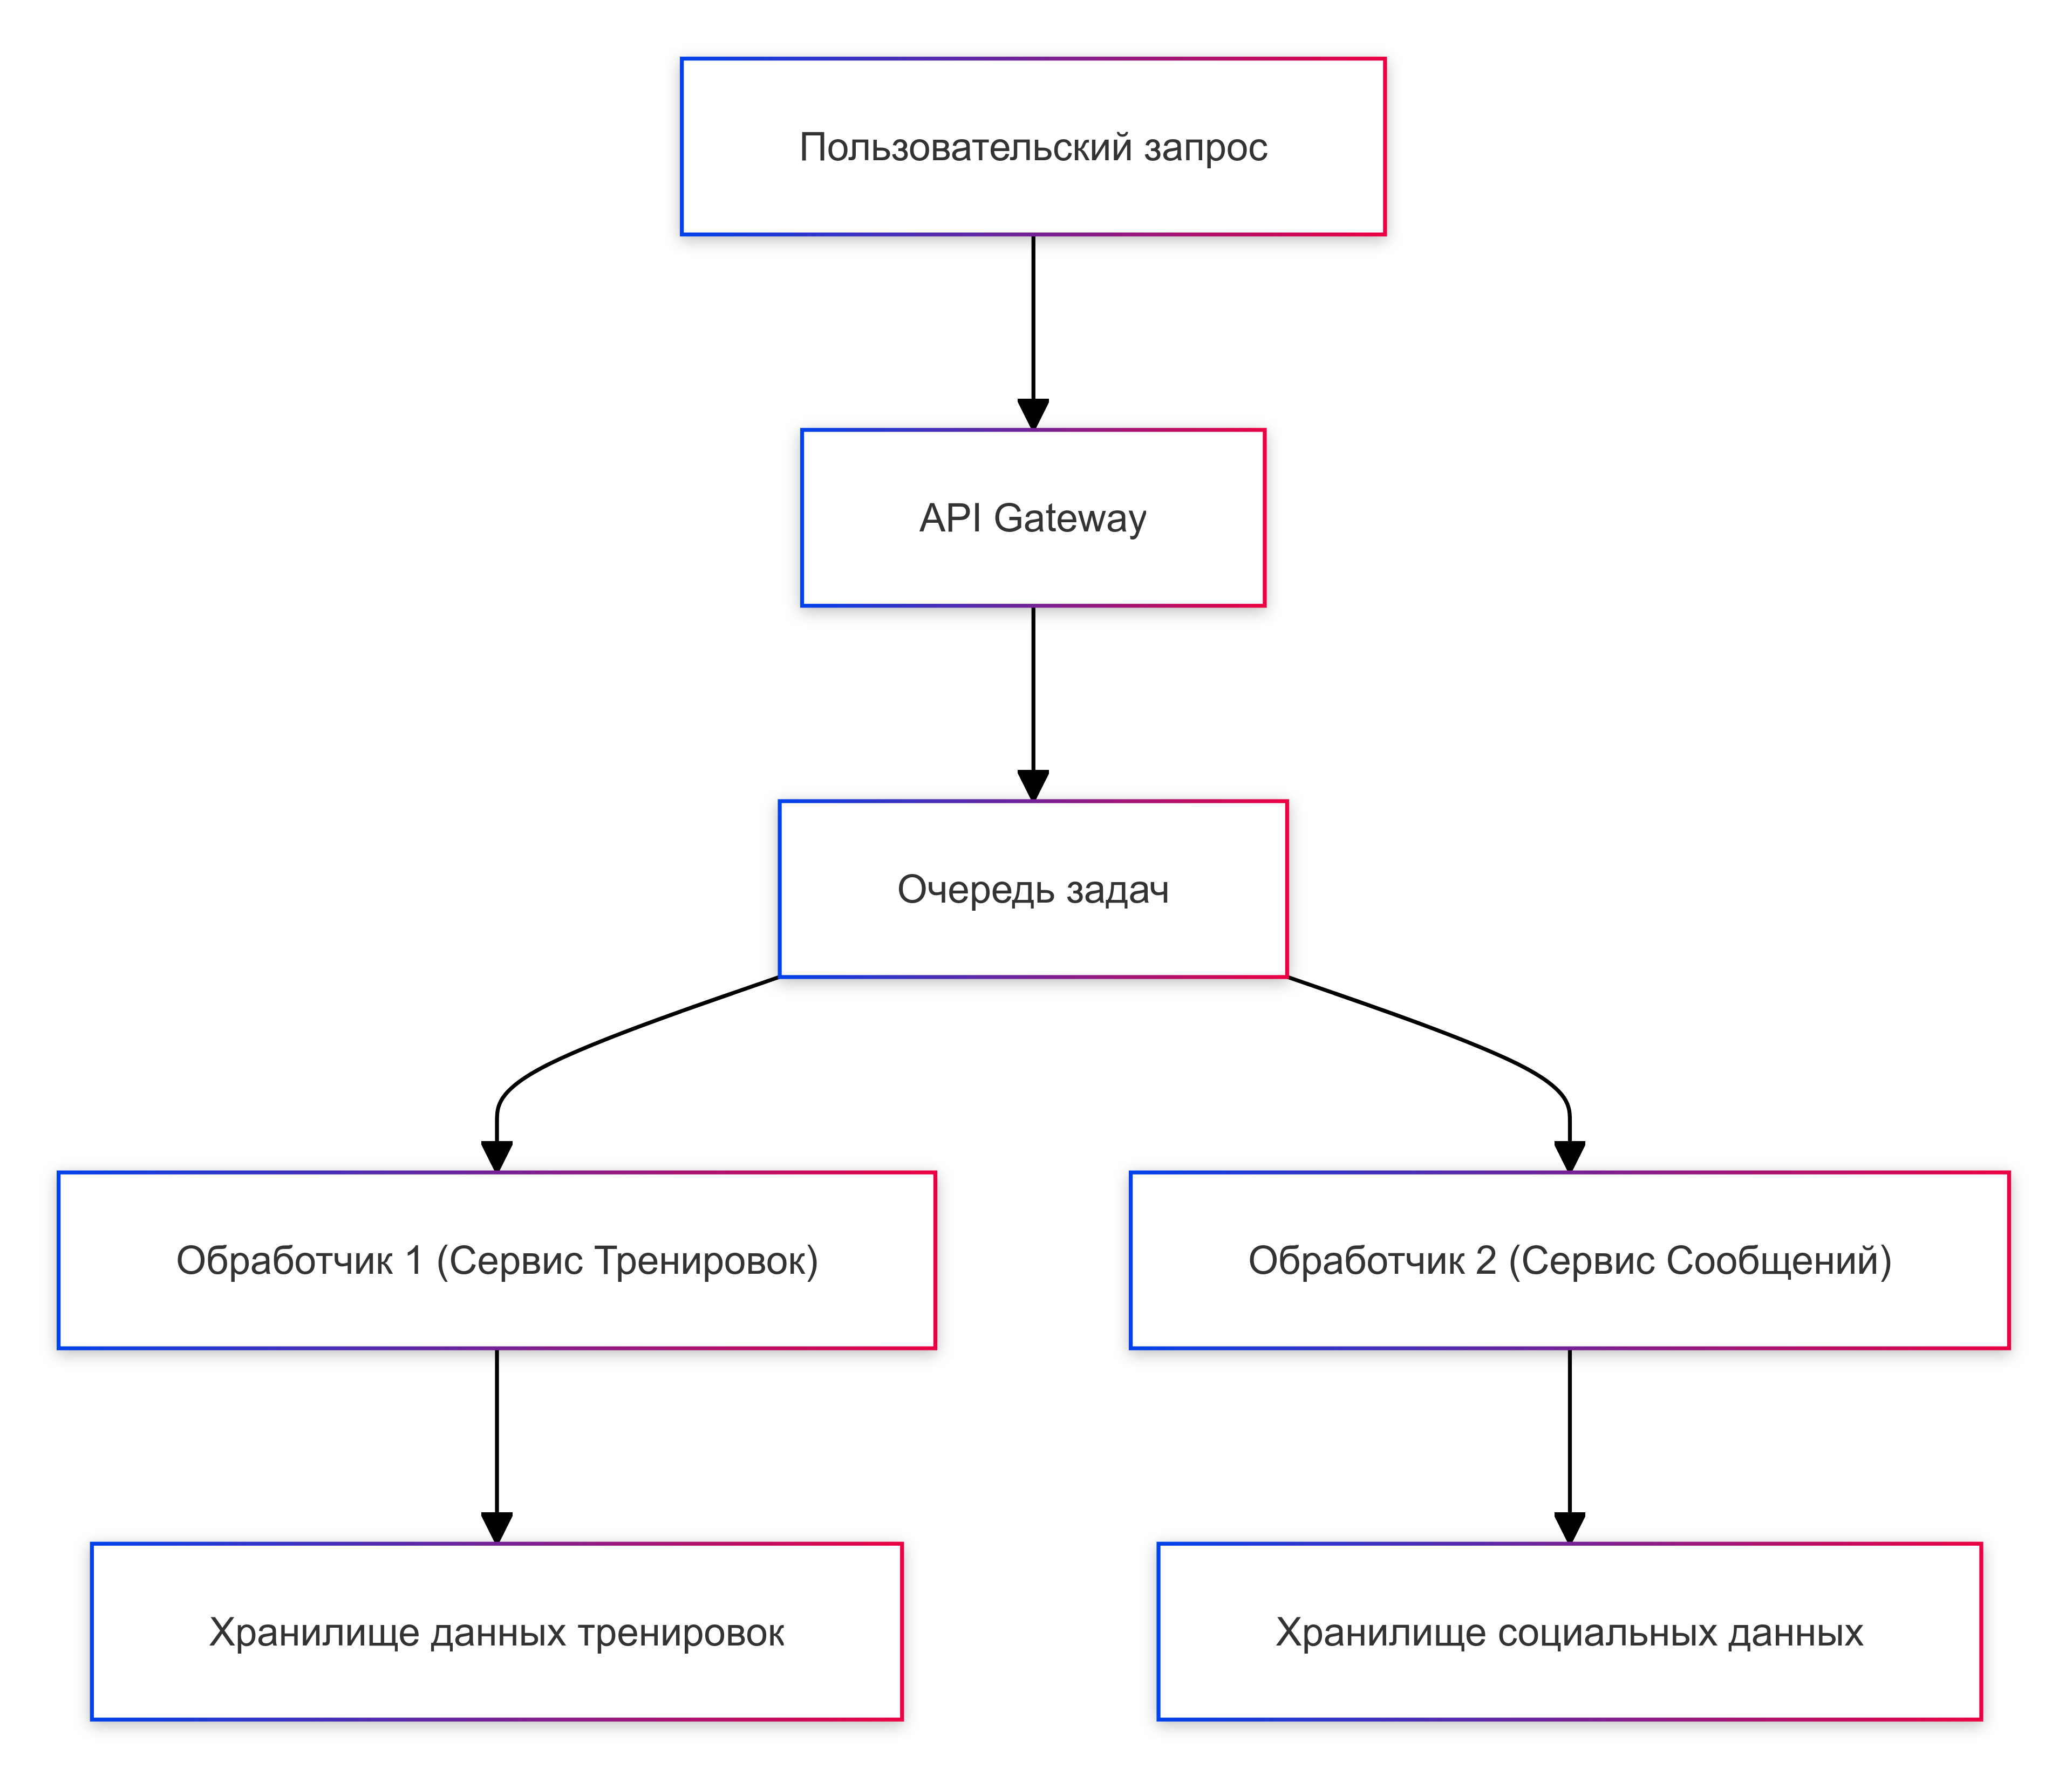 Пользовательский запрос
API Gateway
Очередь задач
Обработчик 1 (Сервис Тренировок)
Обработчик 2 (Сервис Сообщений)
Хранилище данных тренировок
Хранилище социальных данных